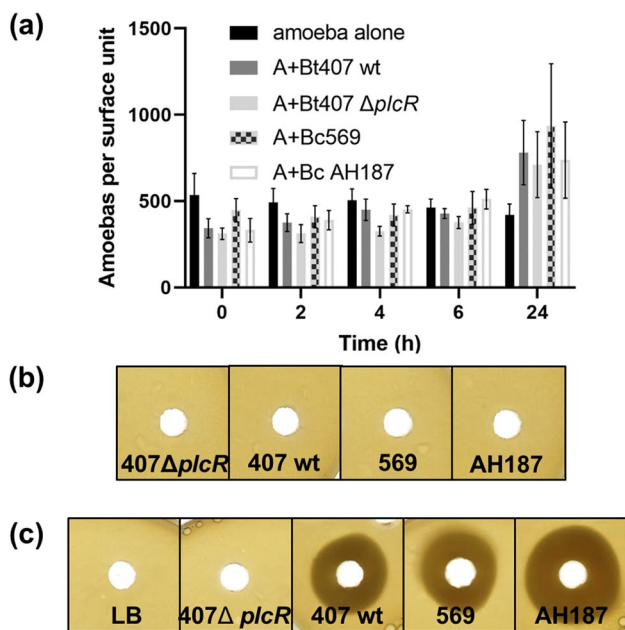 (a)
amoeba alone
A+Bt407 wt
A+Bt407 ΔplcR
A+Bc569
A+Bc AH187
Amoebas per surface unit
1500
1000
500
0
0 2 4 6 24
Time (h)
(b)
407ΔplcR 407 wt 569 AH187
(c)
LB 407Δ plcR 407 wt 569 AH187